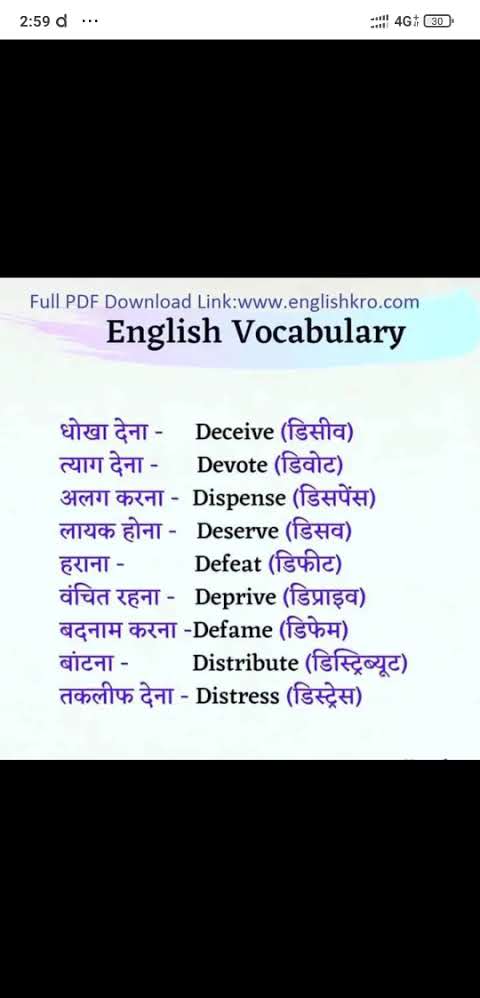 2:59 d ...
4G 30
Full PDF Download Link:www.englishkro.com
English Vocabulary
धोखा देना - Deceive (डिसीव)
त्याग देना - Devote (डिवोट)
अलग करना - Dispense (डिसपेंस)
लायक होना - Deserve (डिसव)
हराना - Defeat (डिफीट)
वंचित रहना - Deprive (डिप्राइव)
बदनाम करना -Defame (डिफेम)
बांटना - Distribute (डिस्ट्रिब्यूट)
तकलीफ देना - Distress (डिस्ट्रेस)